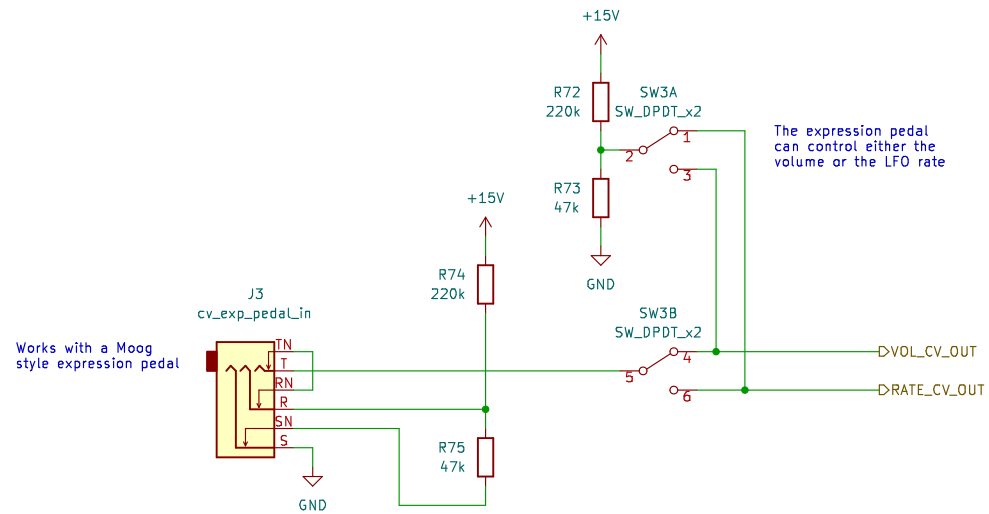 +15V
R72
220k
SW3A
SW_DPDT_x2
1
2
3
The expression pedal
can control either the
volume or the LFO rate
R73
47k
GND
+15V
R74
220k
J3
cv_exp_pedal_in
Works with a Moog
style expression pedal
TN
T
RN
R
SN
S
GND
R75
47k
SW3B
SW_DPDT_x2
4
5
6
VOL_CV_OUT
RATE_CV_OUT